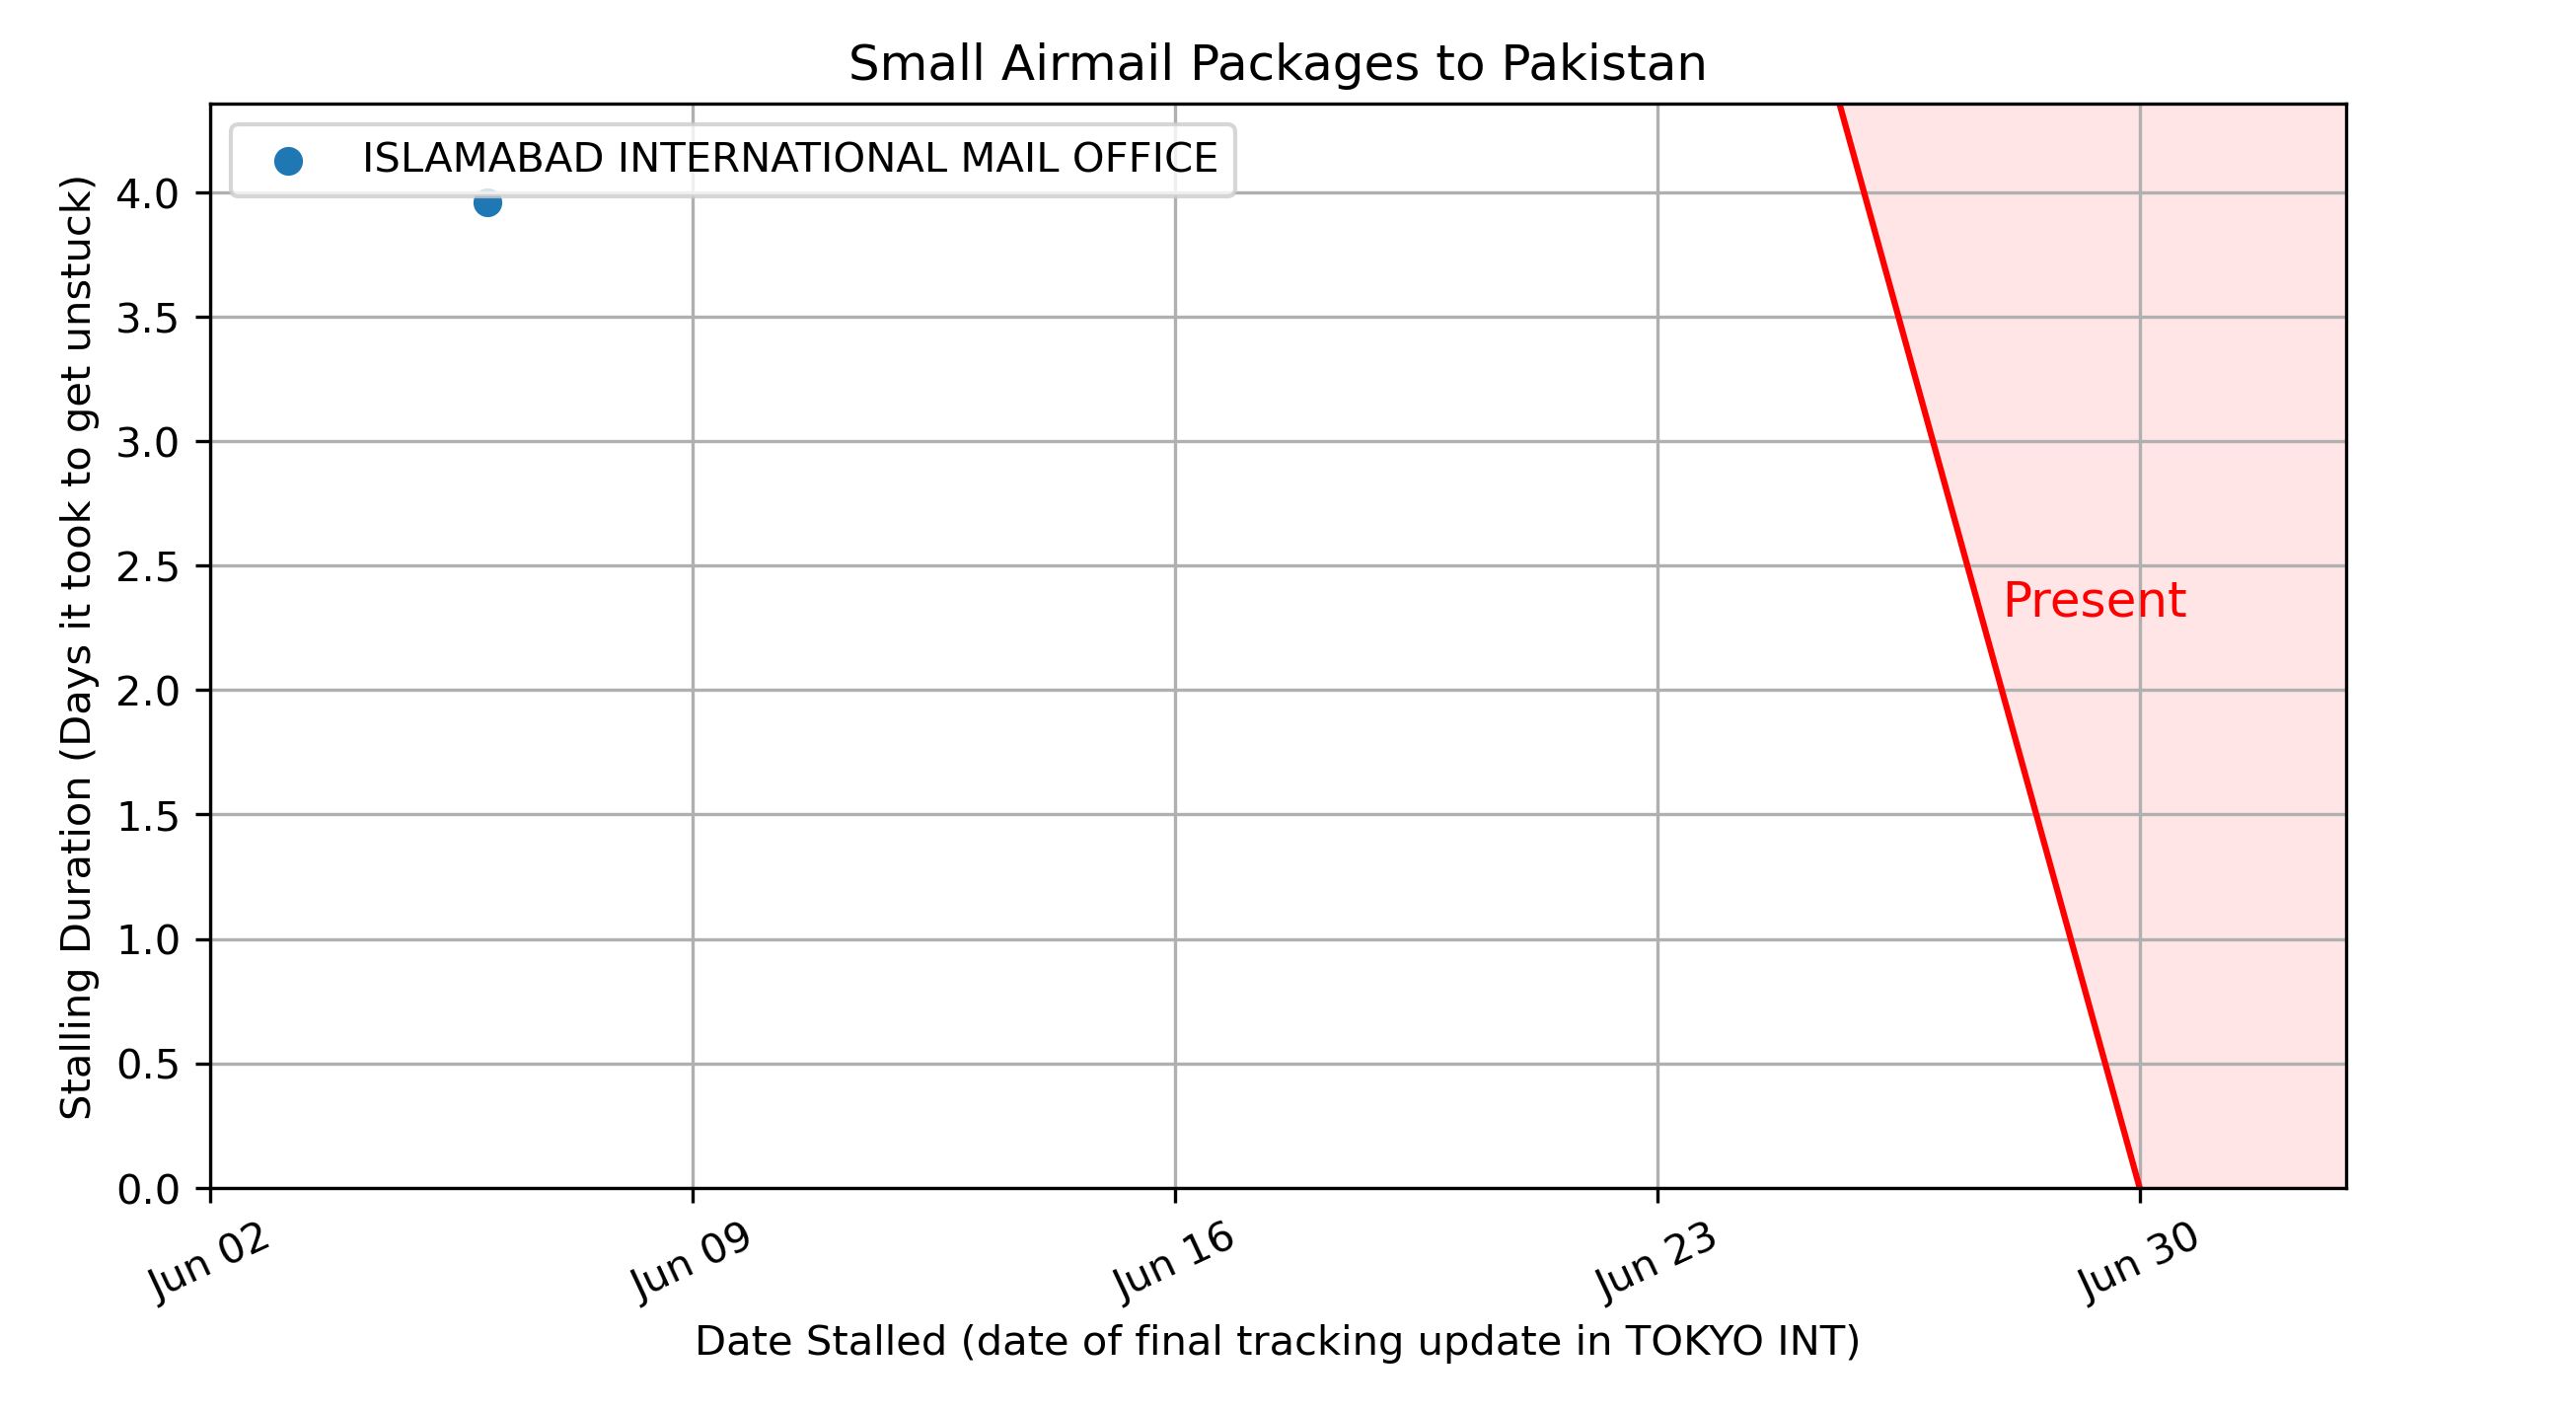 Small Airmail Packages to Pakistan
ISLAMABAD INTERNATIONAL MAIL OFFICE
Stalling Duration (Days it took to get unstuck)
4.0
3.5
3.0
2.5
2.0
1.5
1.0
0.5
0.0
Present
Jun 02
Jun 09
Jun 16
Jun 23
Jun 30
Date Stalled (date of final tracking update in TOKYO INT)